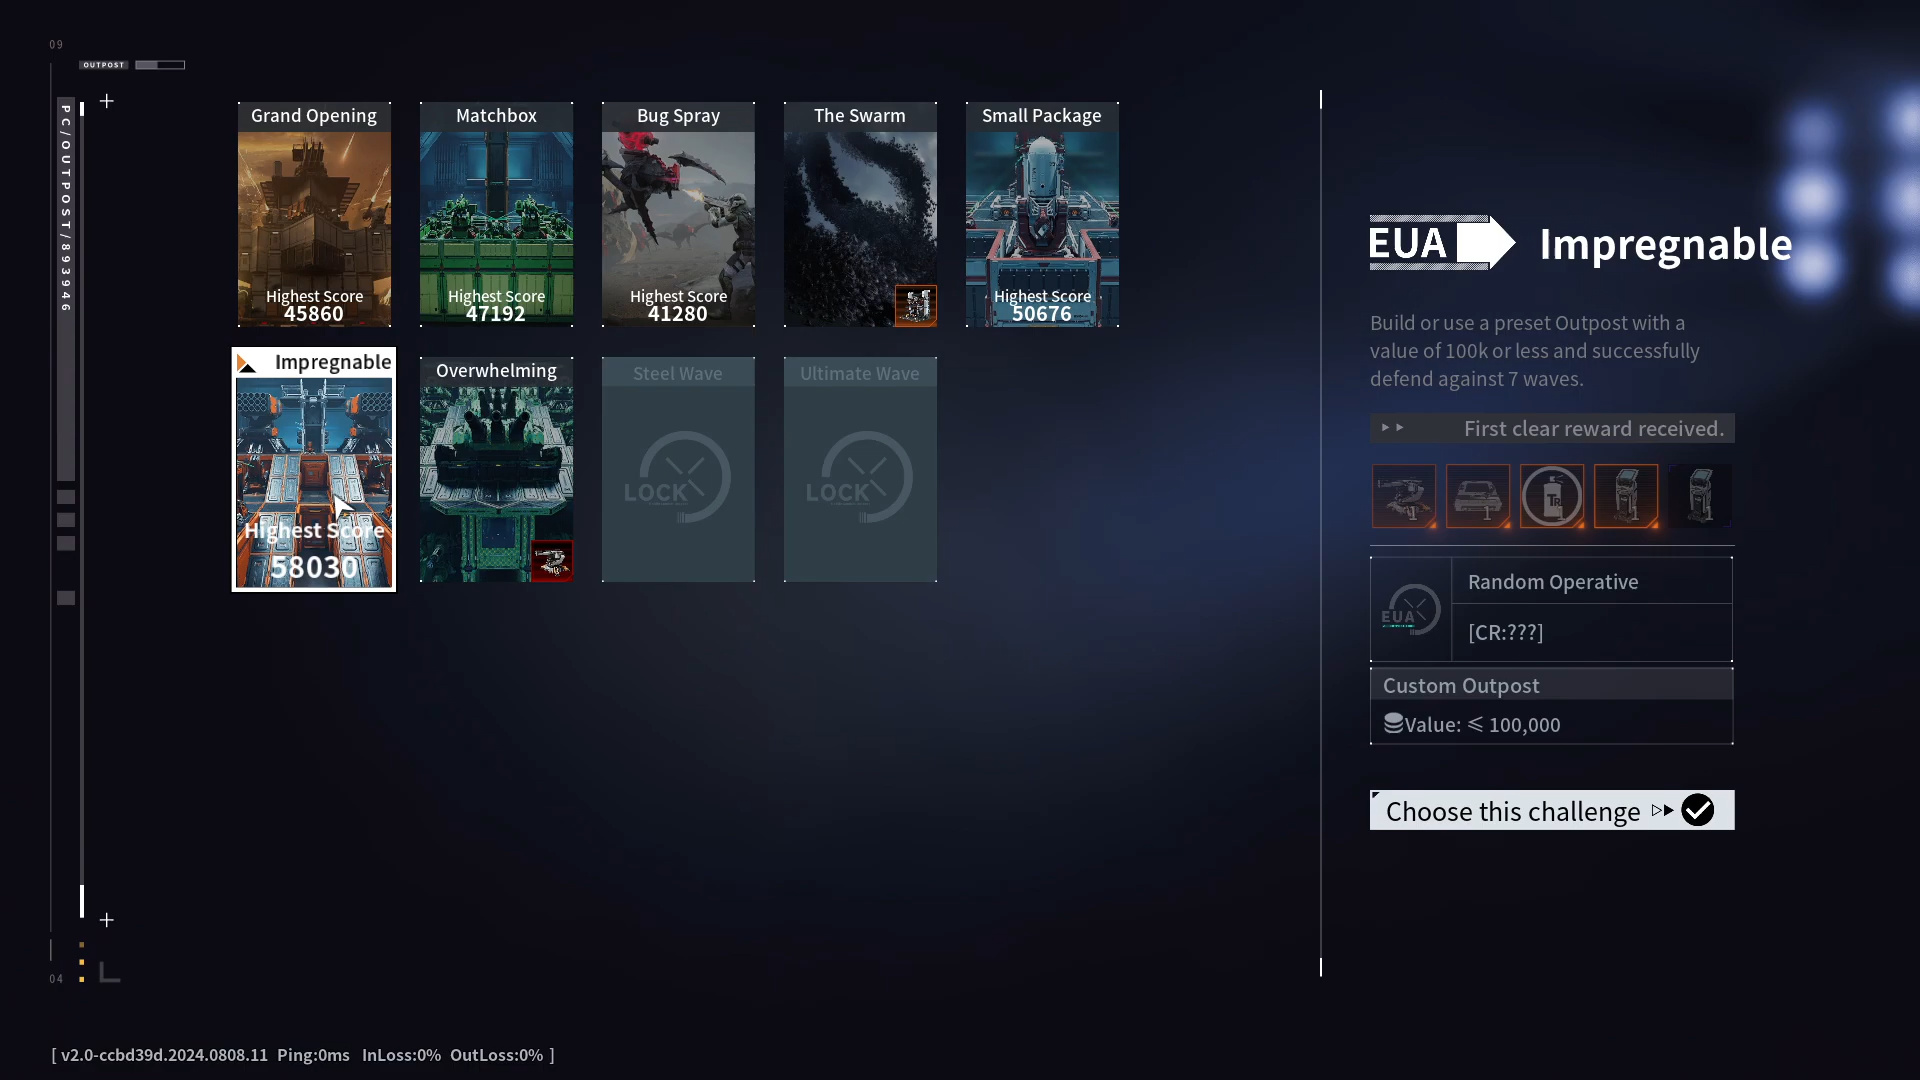 09
OUTPOST
PC/OUTPOST/893946
Grand Opening
Highest Score
45860
Matchbox
Highest Score
47192
Bug Spray
Highest Score
41280
The Swarm
Small Package
Highest Score
50676
Impregnable
Highest Score
58030
Overwhelming
Steel Wave
LOCK
Ultimate Wave
LOCK
EUA Impregnable
Build or use a preset Outpost with a
value of 100k or less and successfully
defend against 7 waves.
First clear reward received.
TR
EUA
Random Operative
[CR:???]
Custom Outpost
Value: ≤ 100,000
Choose this challenge
04
[ v2.0-ccbd39d.2024.0808.11 Ping:0ms InLoss:0% OutLoss:0% ]